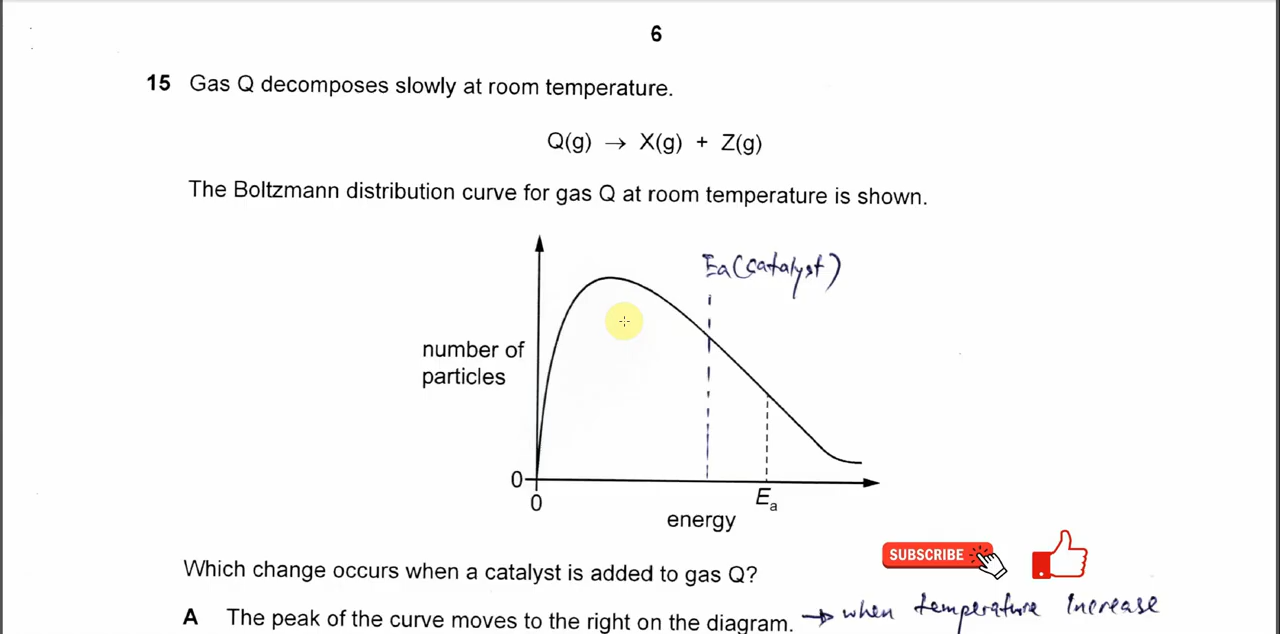 6
15 Gas Q decomposes slowly at room temperature.
Q(g) → X(g) + Z(g)
The Boltzmann distribution curve for gas Q at room temperature is shown.
Ea(catalyst)
number of
particles
0
0
Ea
energy
SUBSCRIBE
Which change occurs when a catalyst is added to gas Q?
A The peak of the curve moves to the right on the diagram. → when temperature Increase